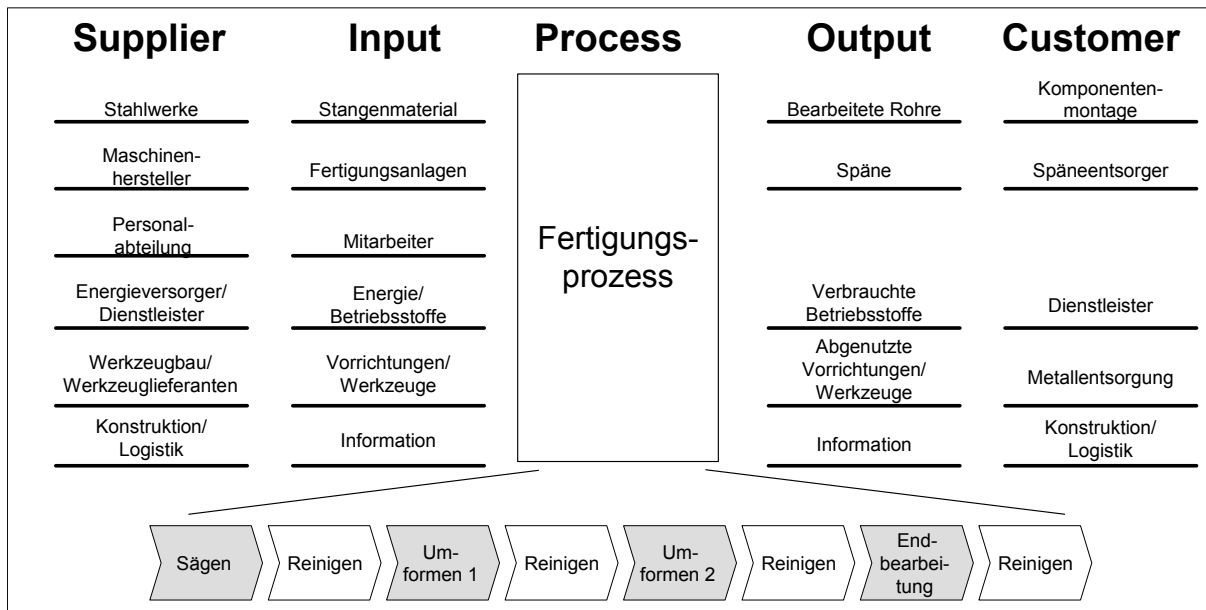 Supplier Input Process Output Customer
Stahlwerke
Stangenmaterial
Bearbeitete Rohre
Komponenten-
montage
Maschinen-
hersteller
Fertigungsanlagen
Späne
Späneentsorger
Personal-
abteilung
Mitarbeiter
Fertigungs-
prozess
Energieversorger/
Dienstleister
Energie/
Betriebsstoffe
Verbrauchte
Betriebsstoffe
Dienstleister
Werkzeugbau/
Werkzeuglieferanten
Vorrichtungen/
Werkzeuge
Abgenutzte
Vorrichtungen/
Werkzeuge
Metallentsorgung
Konstruktion/
Logistik
Information
Information
Konstruktion/
Logistik
Sägen
Reinigen
Um-
formen 1
Reinigen
Um-
formen 2
Reinigen
End-
bearbei-
tung
Reinigen